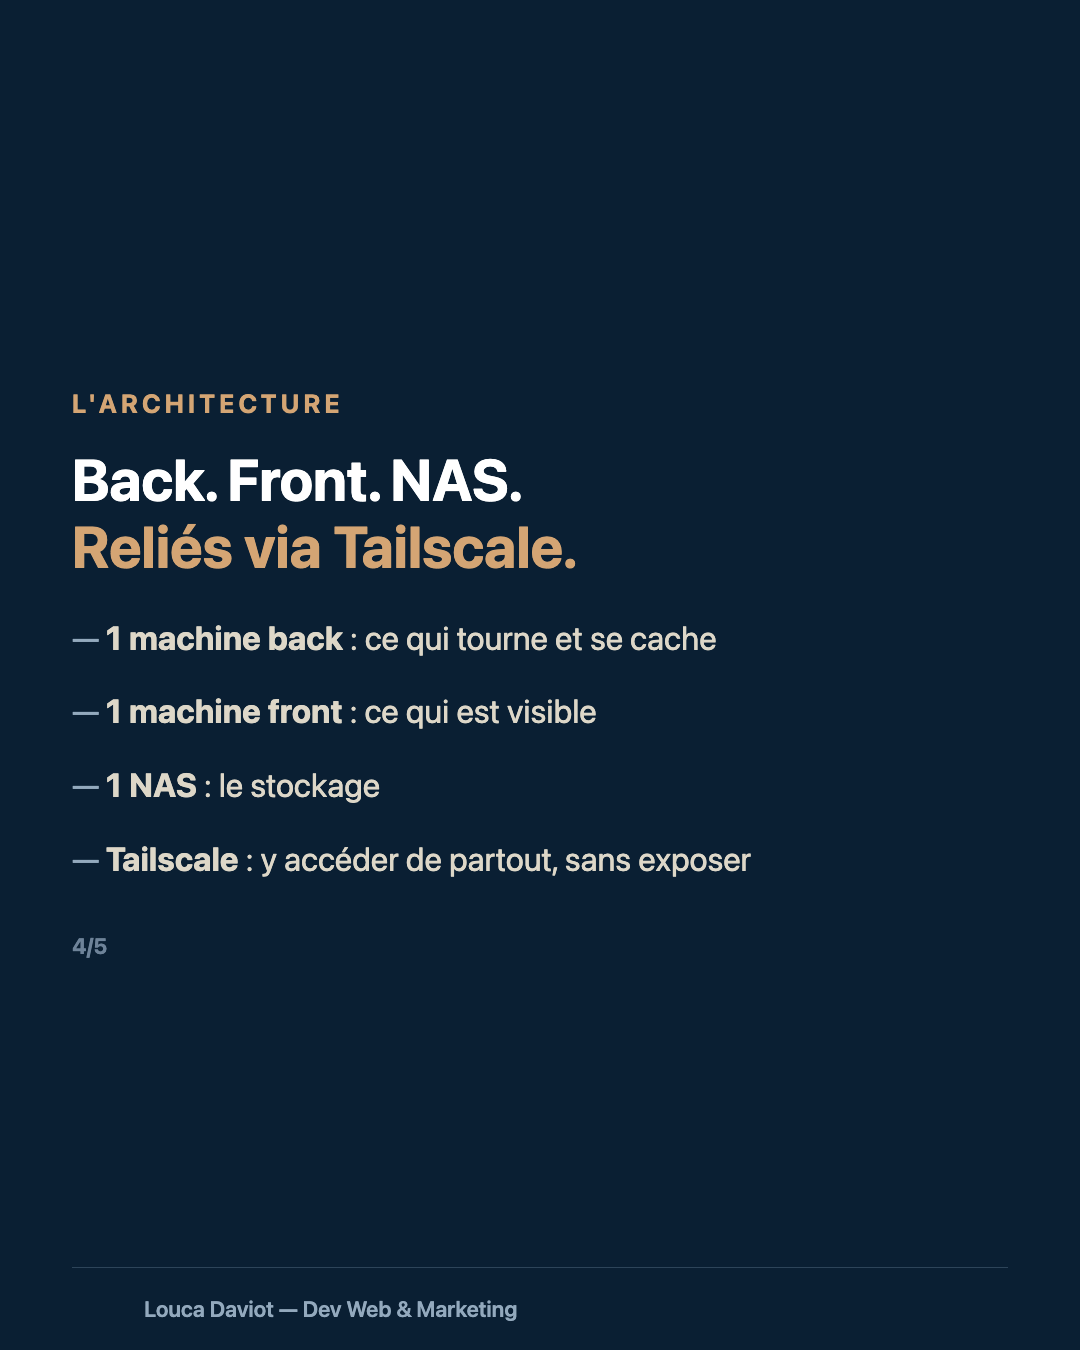 L'ARCHITECTURE
Back. Front. NAS.
Reliés via Tailscale.
— 1 machine back : ce qui tourne et se cache
— 1 machine front : ce qui est visible
— 1 NAS : le stockage
— Tailscale : y accéder de partout, sans exposer
4/5
Louca Daviot — Dev Web & Marketing